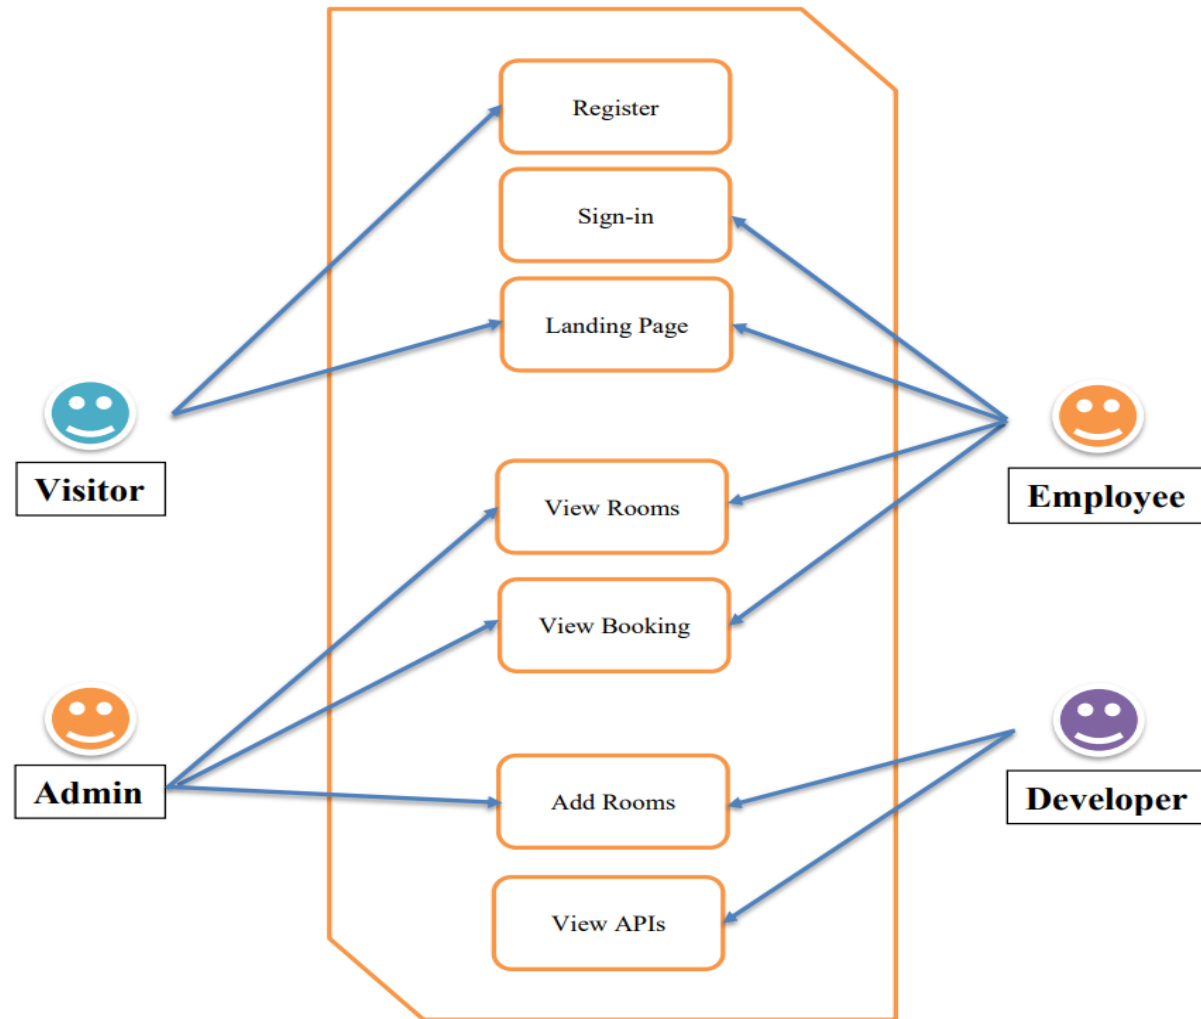 Register
Sign-in
Landing Page
Visitor
Employee
View Rooms
View Booking
Admin
Developer
Add Rooms
View APIs